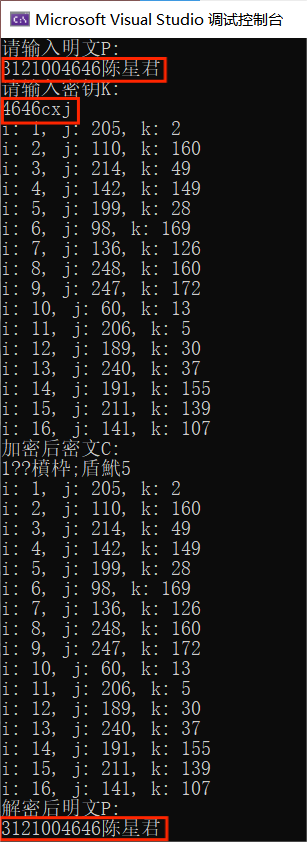 Microsoft Visual Studio 调试控制台
请输入明文P:
3121004646陈星君
请输入密钥K:
4646cxj
i: 1, j: 205, k: 2
i: 2, j: 110, k: 160
i: 3, j: 214, k: 49
i: 4, j: 142, k: 149
i: 5, j: 199, k: 28
i: 6, j: 98, k: 169
i: 7, j: 136, k: 126
i: 8, j: 248, k: 160
i: 9, j: 247, k: 172
i: 10, j: 60, k: 13
i: 11, j: 206, k: 5
i: 12, j: 189, k: 30
i: 13, j: 240, k: 37
i: 14, j: 191, k: 155
i: 15, j: 211, k: 139
i: 16, j: 141, k: 107
加密后密文C:
1??樍枠;盾魮5
i: 1, j: 205, k: 2
i: 2, j: 110, k: 160
i: 3, j: 214, k: 49
i: 4, j: 142, k: 149
i: 5, j: 199, k: 28
i: 6, j: 98, k: 169
i: 7, j: 136, k: 126
i: 8, j: 248, k: 160
i: 9, j: 247, k: 172
i: 10, j: 60, k: 13
i: 11, j: 206, k: 5
i: 12, j: 189, k: 30
i: 13, j: 240, k: 37
i: 14, j: 191, k: 155
i: 15, j: 211, k: 139
i: 16, j: 141, k: 107
解密后明文P:
3121004646陈星君